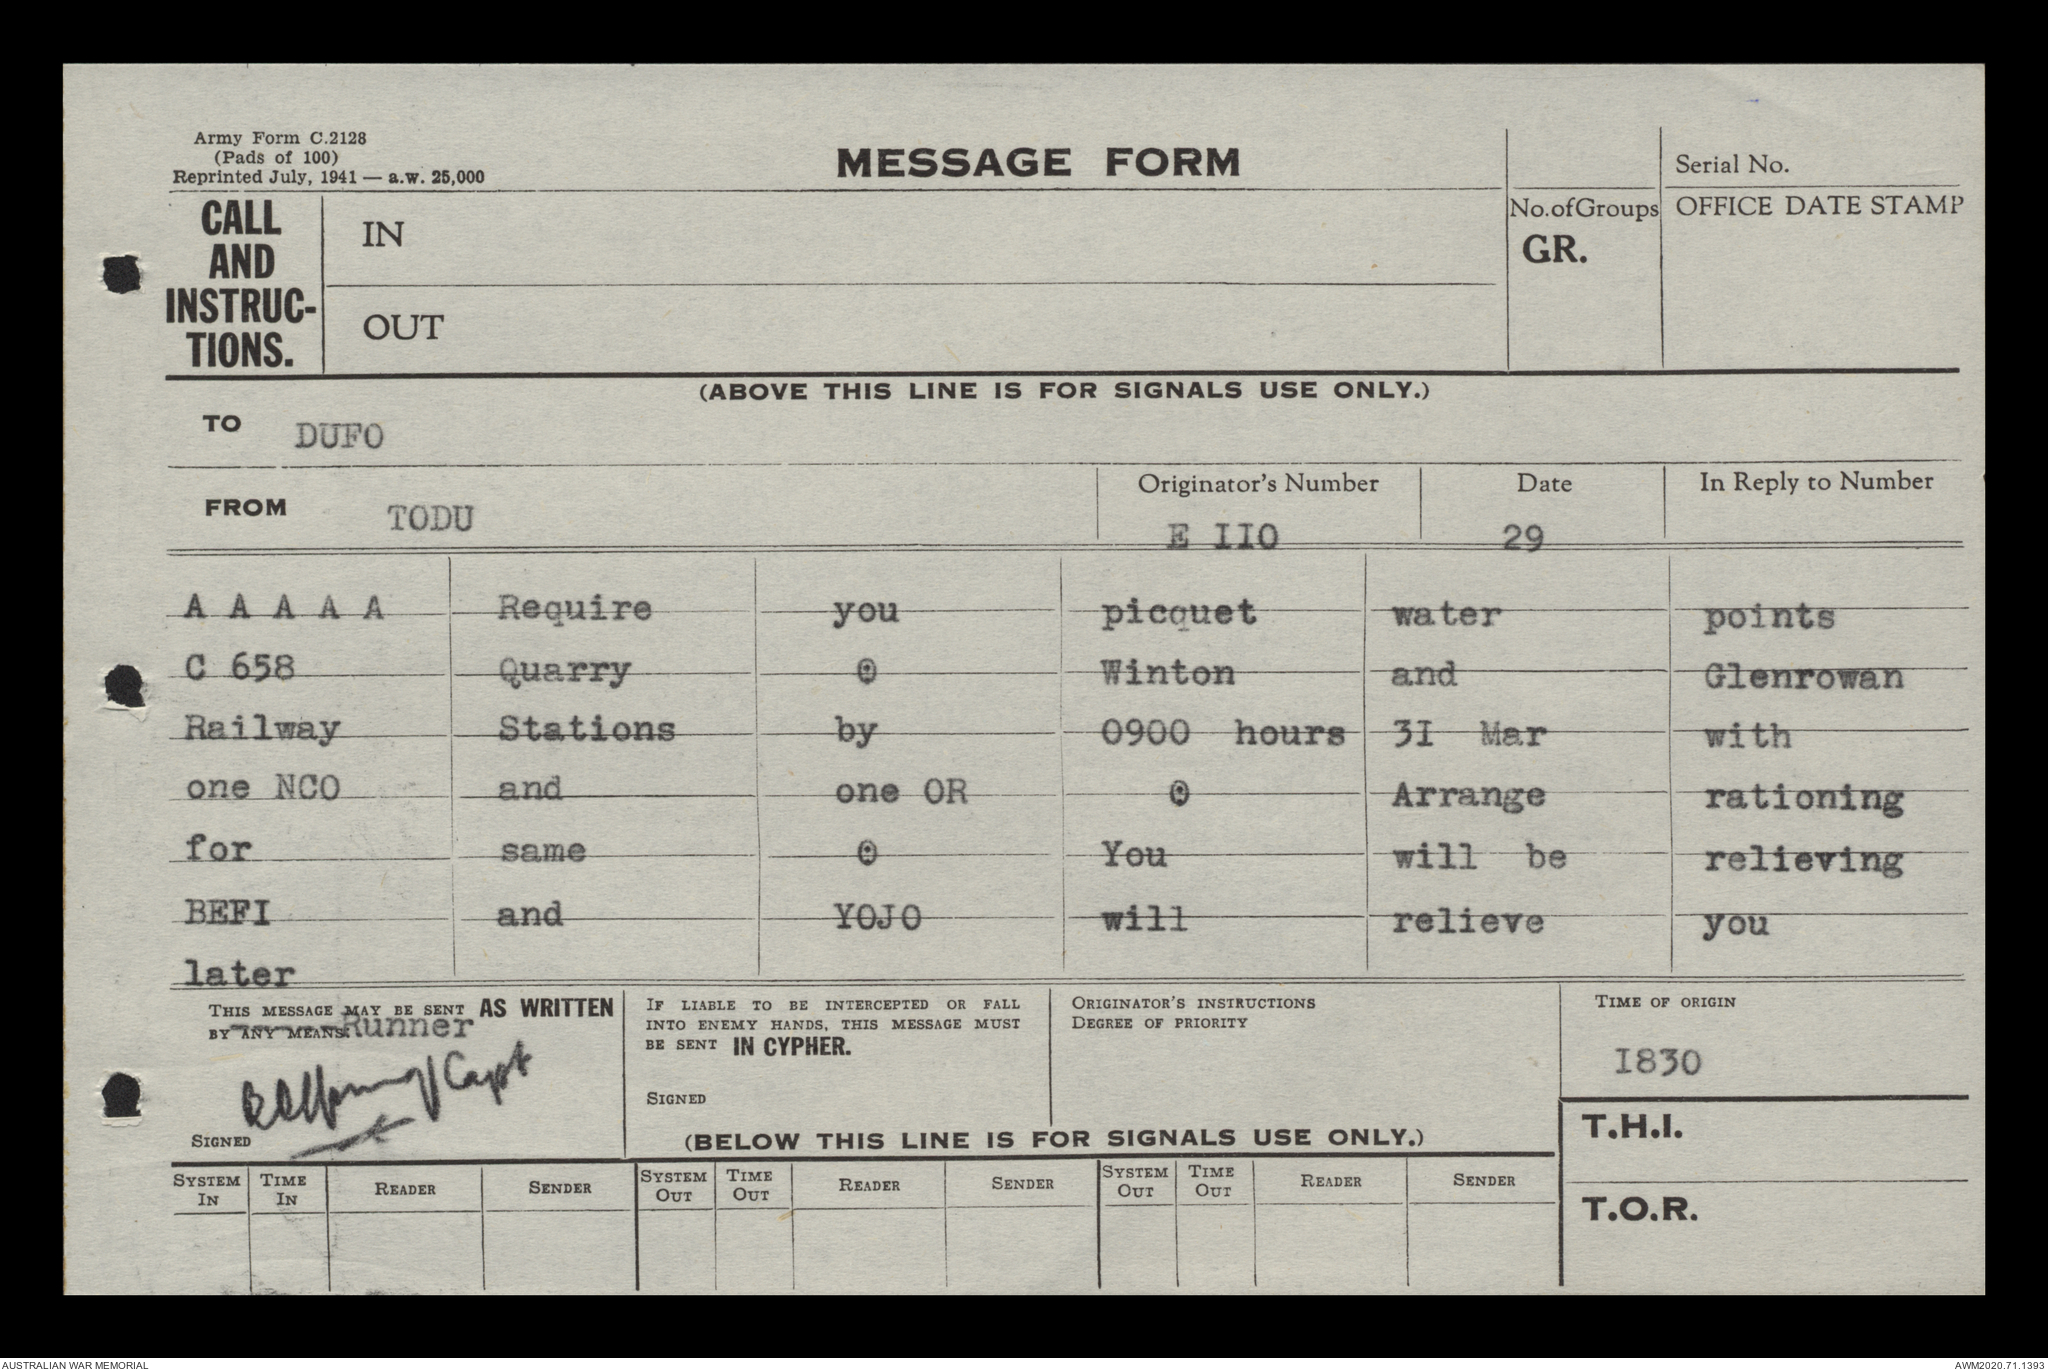 Army Form C.2128
(Pads of 100)
Reprinted July, 1941 — a.w. 25,000
MESSAGE FORM
Serial No.
CALL AND INSTRUC-TIONS.
IN
OUT
No. of Groups
GR.
OFFICE DATE STAMP
(ABOVE THIS LINE IS FOR SIGNALS USE ONLY.)
TO DUFO
FROM TODU
Originator's Number
E II0
Date
29
In Reply to Number
A A A A A Require you picquet water points
C 658 Quarry ⊙ Winton and Glenrowan
Railway Stations by 0900 hours 3I Mar with
one NCO and one OR ⊙ Arrange rationing
for same ⊙ You will be relieving
BEFI and YOJO will relieve you
later
THIS MESSAGE MAY BE SENT AS WRITTEN
BY ANY MEANS. Runner
Capt
SIGNED
IF LIABLE TO BE INTERCEPTED OR FALL
INTO ENEMY HANDS, THIS MESSAGE MUST
BE SENT IN CYPHER.
SIGNED
ORIGINATOR'S INSTRUCTIONS
DEGREE OF PRIORITY
TIME OF ORIGIN
I830
(BELOW THIS LINE IS FOR SIGNALS USE ONLY.)
T.H.I.
T.O.R.
SYSTEM IN TIME IN READER SENDER SYSTEM OUT TIME OUT READER SENDER SYSTEM OUT TIME OUT READER SENDER
AUSTRALIAN WAR MEMORIAL
AWM2020.71.1393